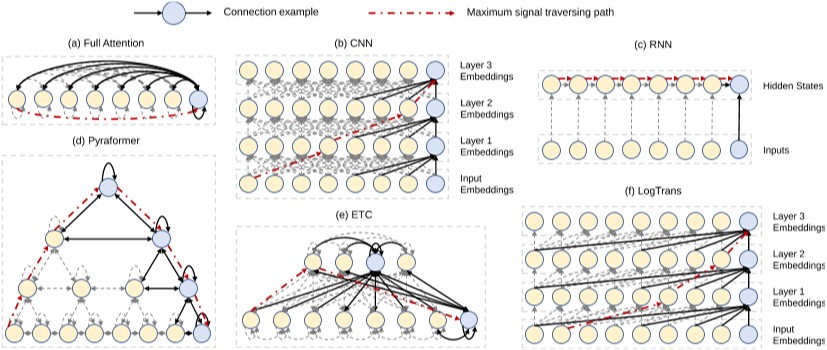 Connection example
Maximum signal traversing path
(a) Full Attention
(b) CNN
Layer 3
Embeddings
Layer 2
Embeddings
Layer 1
Embeddings
Input
Embeddings
(c) RNN
Hidden States
Inputs
(d) Pyraformer
(e) ETC
(f) LogTrans
Layer 3
Embeddings
Layer 2
Embeddings
Layer 1
Embeddings
Input
Embeddings